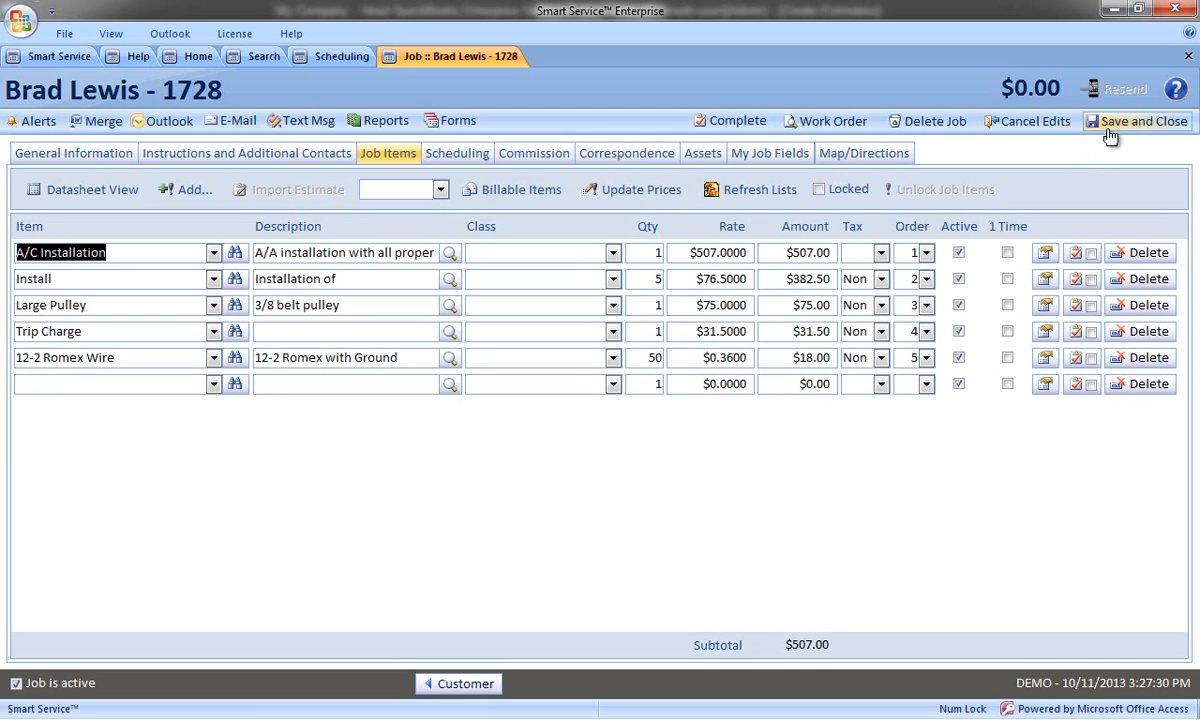 Smart Service™ Enterprise
File View Outlook License Help
Smart Service Help Home Search Scheduling Job :: Brad Lewis - 1728
Brad Lewis - 1728 $0.00 Resend
Alerts Merge Outlook E-Mail Text Msg Reports Forms Complete Work Order Delete Job Cancel Edits Save and Close
General Information Instructions and Additional Contacts Job Items Scheduling Commission Correspondence Assets My Job Fields Map/Directions
Datasheet View Add... Import Estimate Billable Items Update Prices Refresh Lists Locked Unlock Job Items
Item Description Class Qty Rate Amount Tax Order Active 1 Time
A/C Installation A/A installation with all proper 1 $507.0000 $507.00 1 Delete
Install Installation of 5 $76.5000 $382.50 Non 2 Delete
Large Pulley 3/8 belt pulley 1 $75.0000 $75.00 Non 3 Delete
Trip Charge 1 $31.5000 $31.50 Non 4 Delete
12-2 Romex Wire 12-2 Romex with Ground 50 $0.3600 $18.00 Non 5 Delete
1 $0.0000 $0.00 Delete
Subtotal $507.00
Job is active Customer DEMO - 10/11/2013 3:27:30 PM
Smart Service™ Num Lock Powered by Microsoft Office Access